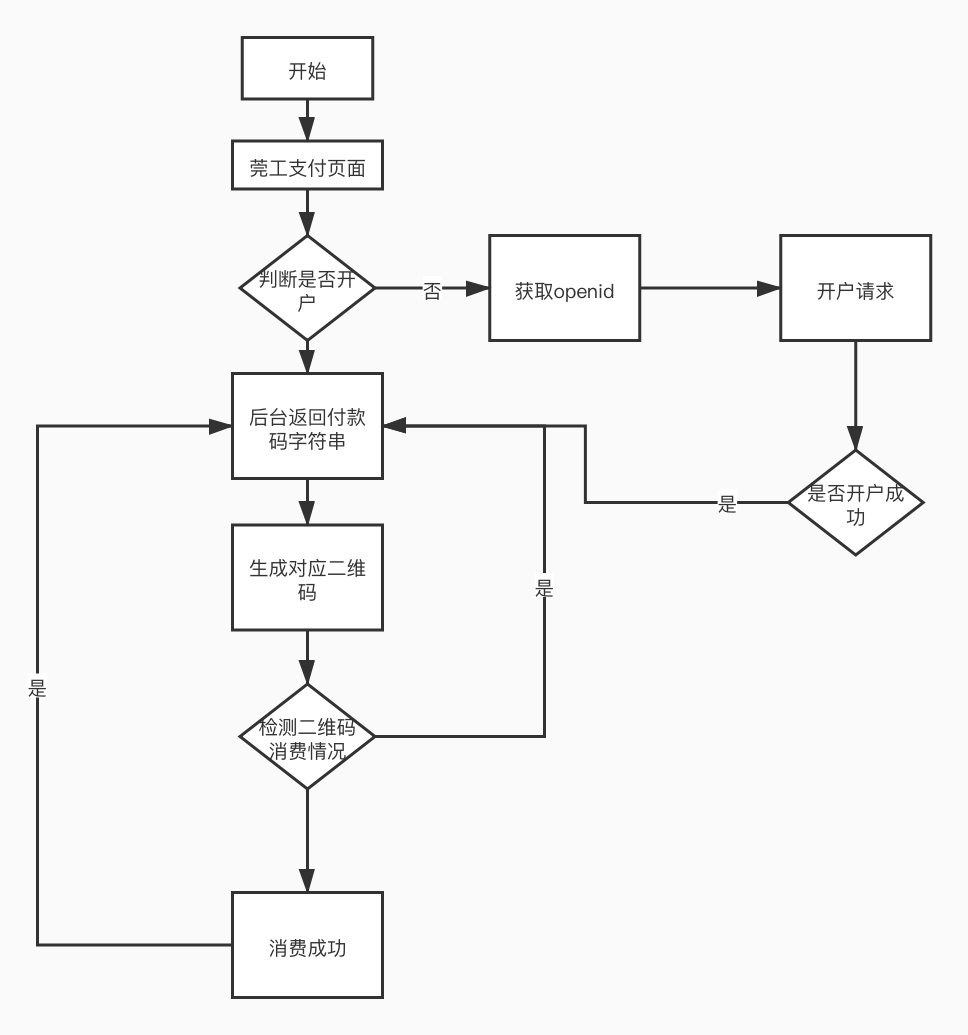 开始
莞工支付页面
判断是否开
户
否
获取openid
开户请求
后台返回付款
码字符串
是否开户成
功
是
生成对应二维
码
是
是
检测二维码
消费情况
消费成功